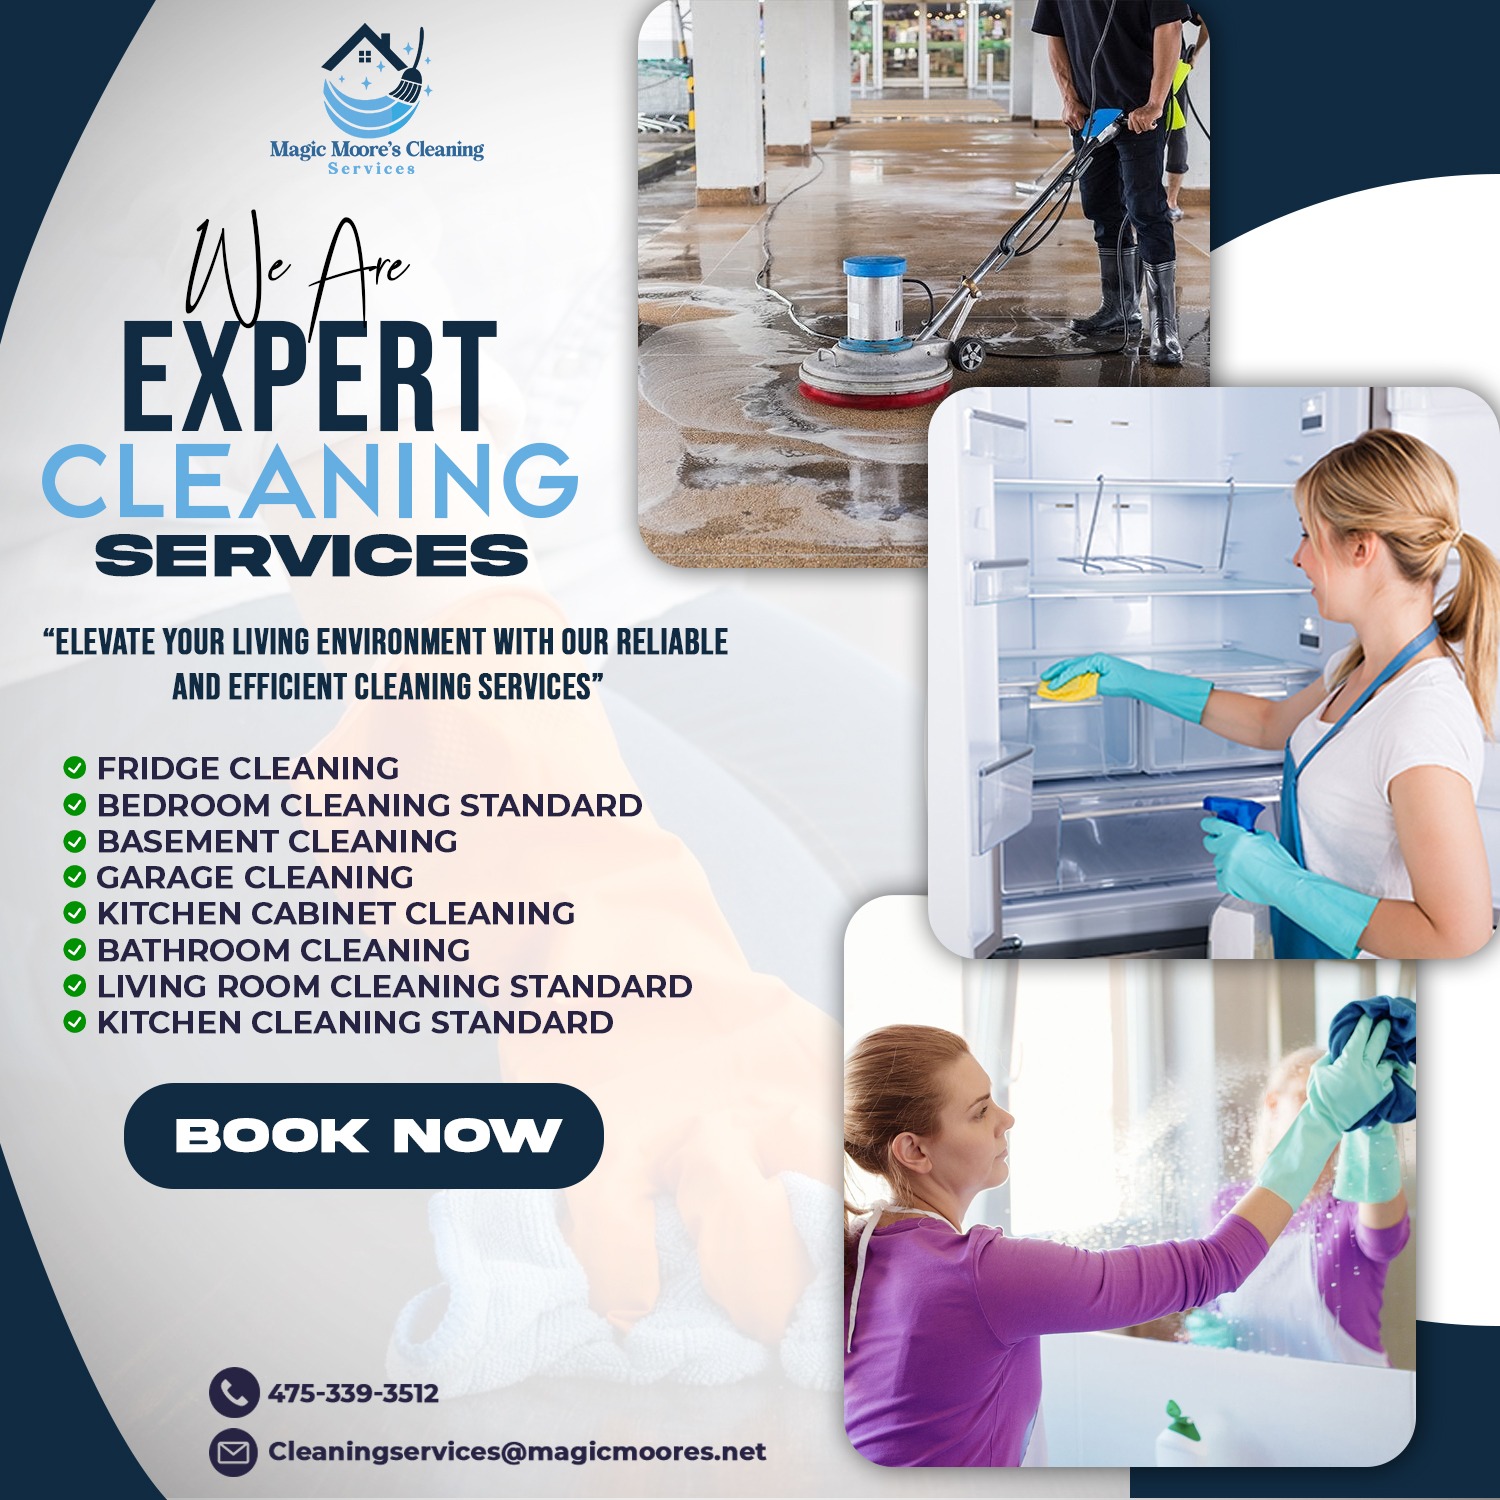 Magic Moore's Cleaning
Services
We Are
EXPERT
CLEANING
SERVICES
“ELEVATE YOUR LIVING ENVIRONMENT WITH OUR RELIABLE
AND EFFICIENT CLEANING SERVICES”
FRIDGE CLEANING
BEDROOM CLEANING STANDARD
BASEMENT CLEANING
GARAGE CLEANING
KITCHEN CABINET CLEANING
BATHROOM CLEANING
LIVING ROOM CLEANING STANDARD
KITCHEN CLEANING STANDARD
BOOK NOW
475-339-3512
Cleaningservices@magicmoores.net